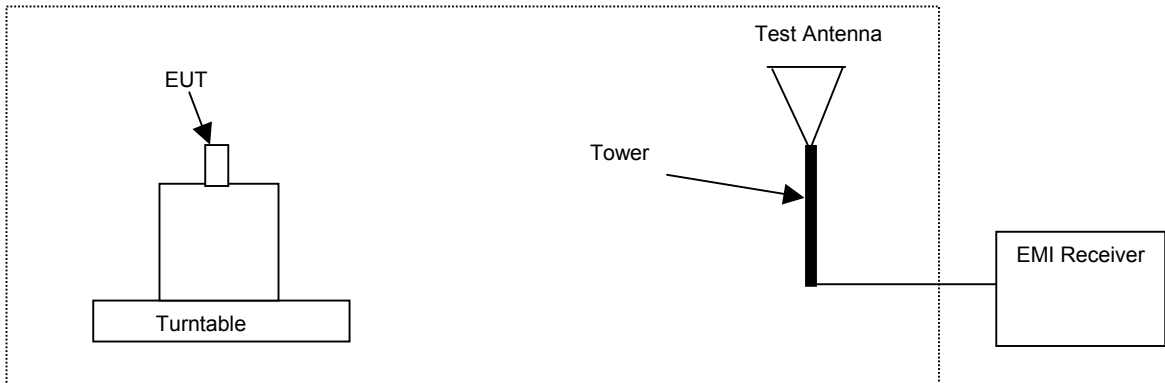 Test Antenna
EUT
Tower
EMI Receiver
Turntable